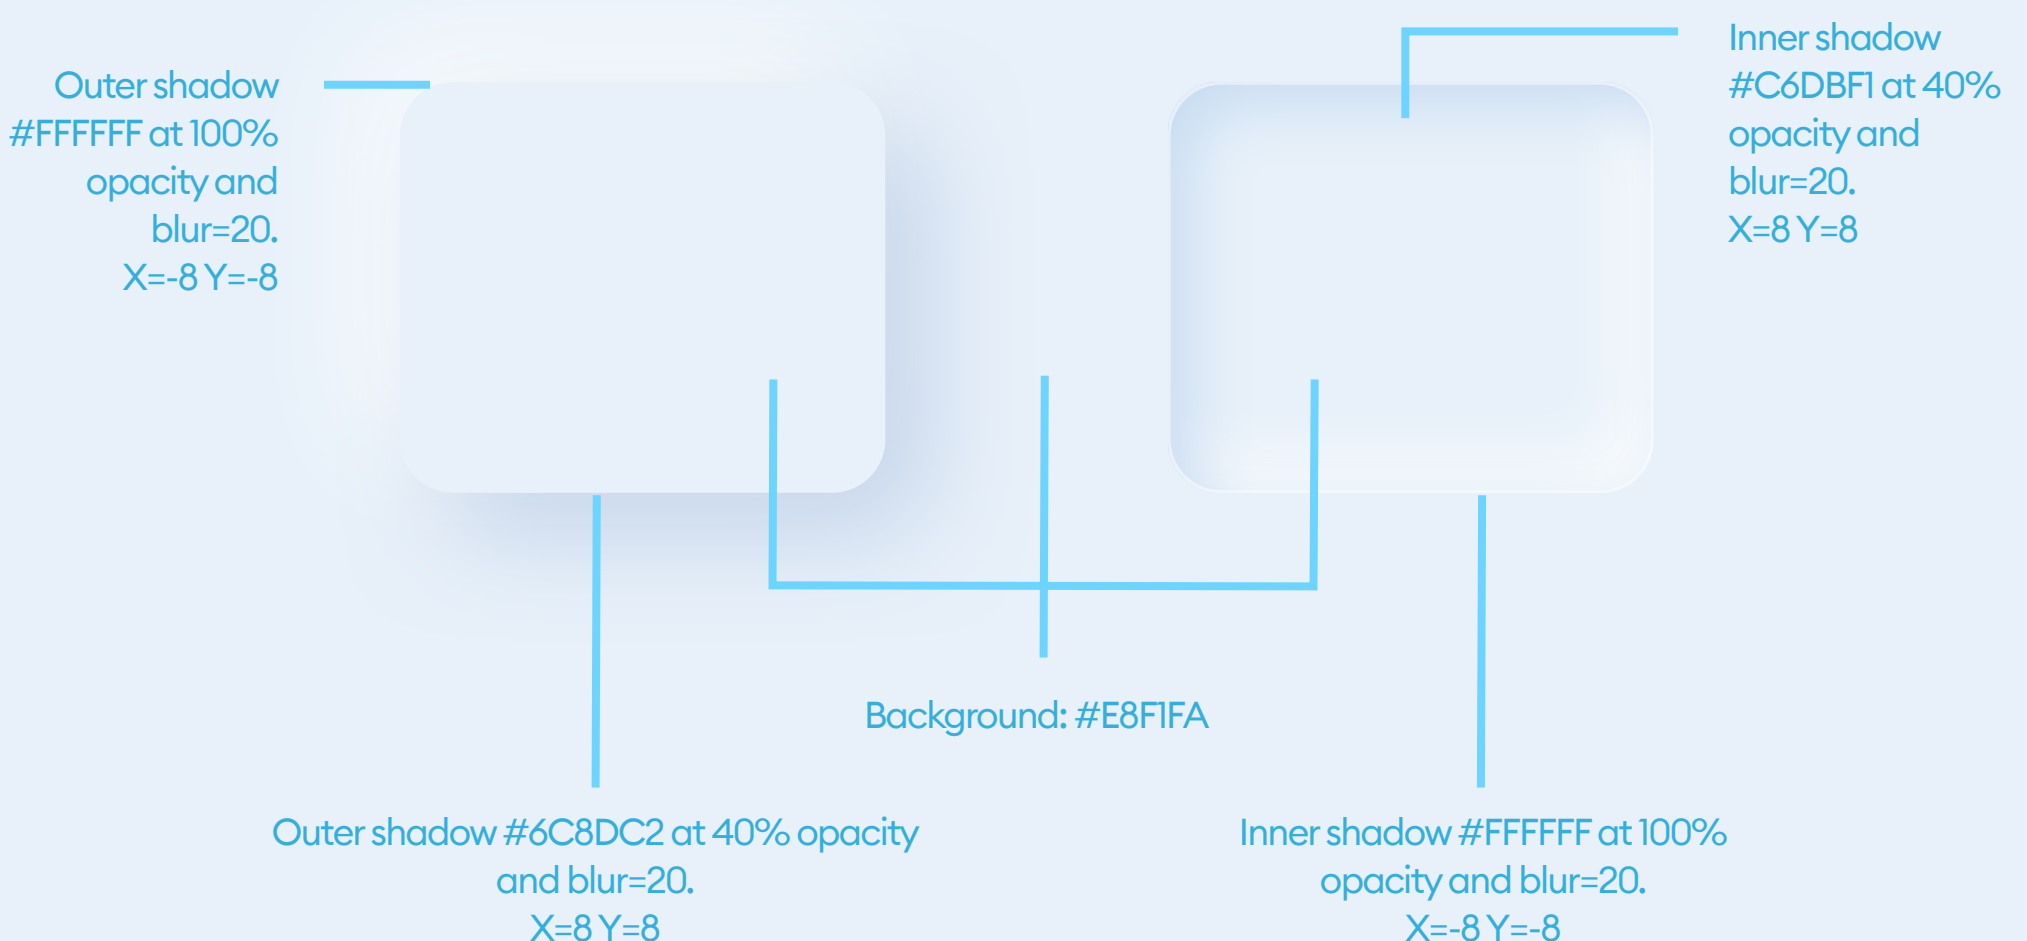 Outer shadow
#FFFFFF at 100%
opacity and
blur=20.
X=-8 Y=-8
Inner shadow
#C6DBF1 at 40%
opacity and
blur=20.
X=8 Y=8
Background: #E8F1FA
Outer shadow #6C8DC2 at 40% opacity
and blur=20.
X=8 Y=8
Inner shadow #FFFFFF at 100%
opacity and blur=20.
X=-8 Y=-8